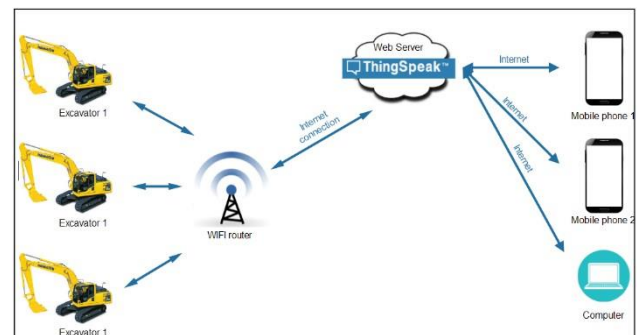 Web Server
ThingSpeak™
Internet
Mobile phone 1
Excavator 1
Internet
connection
Internet
Internet
Excavator 1
WIFI router
Mobile phone 2
Computer
Excavator 1